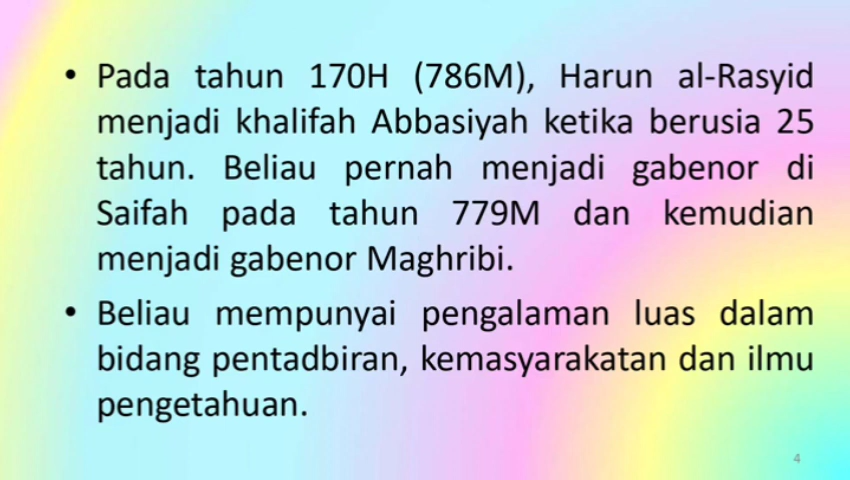 • Pada tahun 170H (786M), Harun al-Rasyid
menjadi khalifah Abbasiyah ketika berusia 25
tahun. Beliau pernah menjadi gabenor di
Saifah pada tahun 779M dan kemudian
menjadi gabenor Maghribi.
• Beliau mempunyai pengalaman luas dalam
bidang pentadbiran, kemasyarakatan dan ilmu
pengetahuan.
4